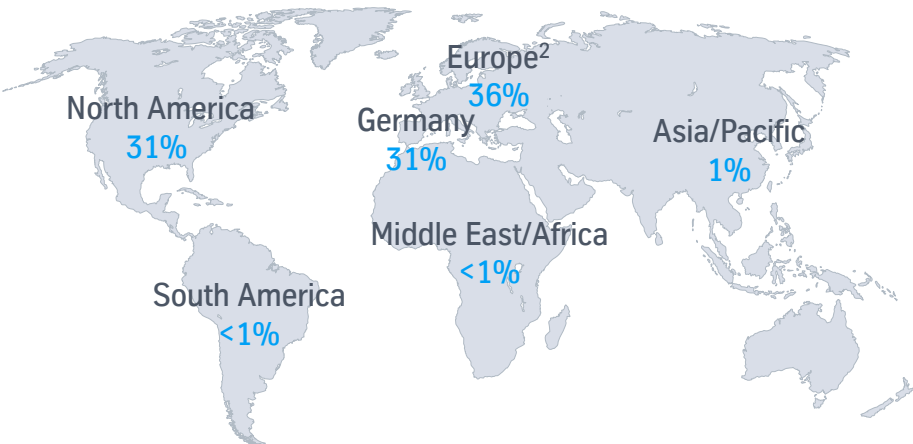 Europe²
36%
North America
31%
Germany
31%
Asia/Pacific
1%
Middle East/Africa
<1%
South America
<1%